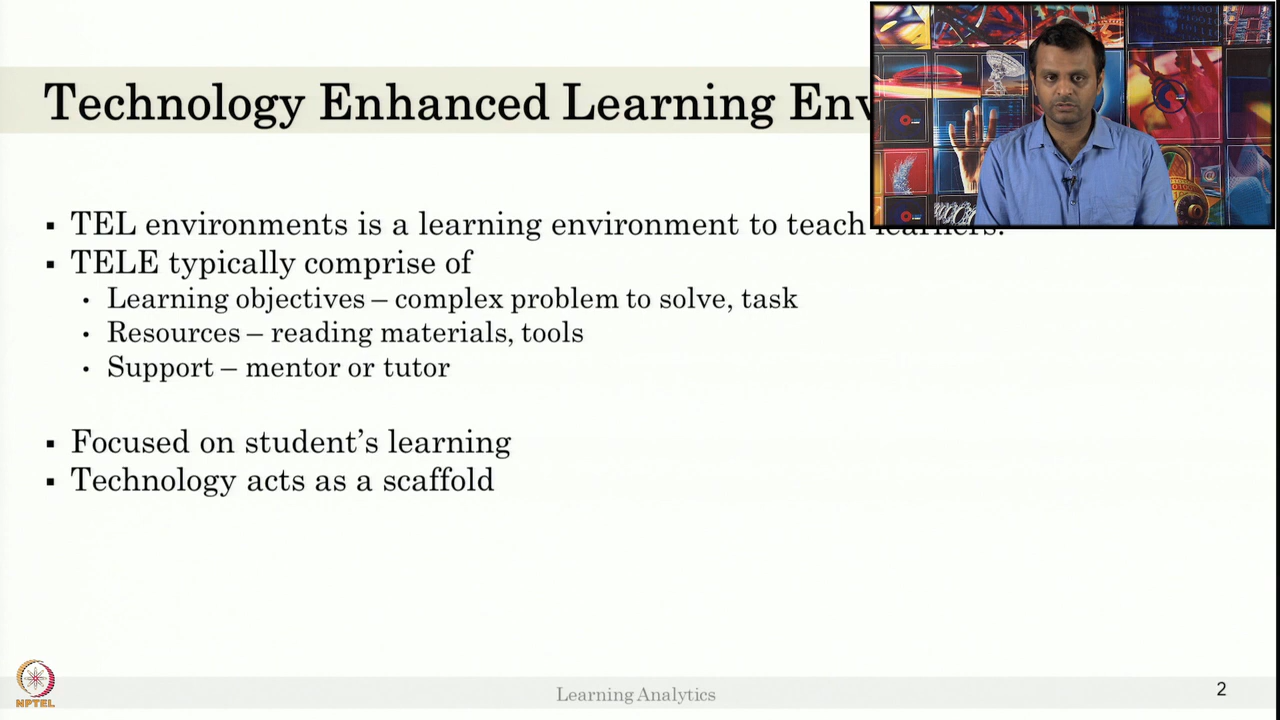 Technology Enhanced Learning Env
▪ TEL environments is a learning environment to teach learners.
▪ TELE typically comprise of
• Learning objectives – complex problem to solve, task
• Resources – reading materials, tools
• Support – mentor or tutor
▪ Focused on student’s learning
▪ Technology acts as a scaffold
NPTEL
Learning Analytics
2